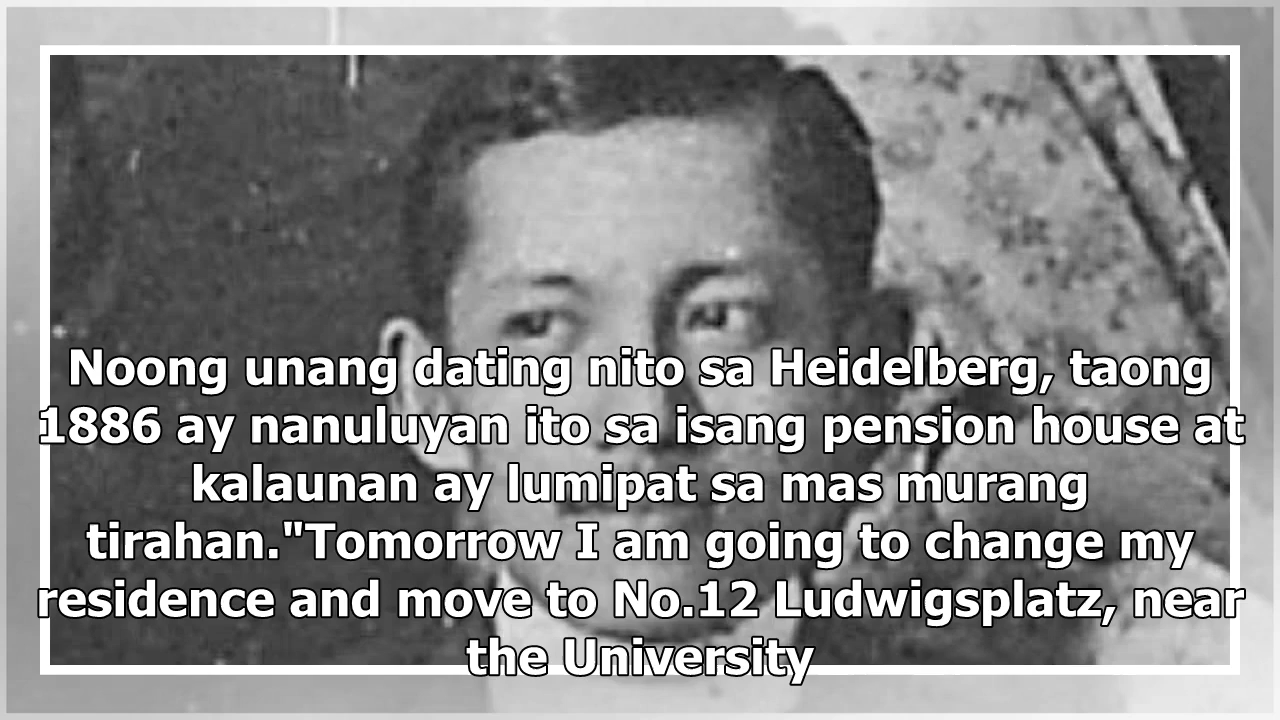 Noong unang dating nito sa Heidelberg, taong
1886 ay nanuluyan ito sa isang pension house at
kalaunan ay lumipat sa mas murang
tirahan."Tomorrow I am going to change my
residence and move to No.12 Ludwigsplatz, near
the University